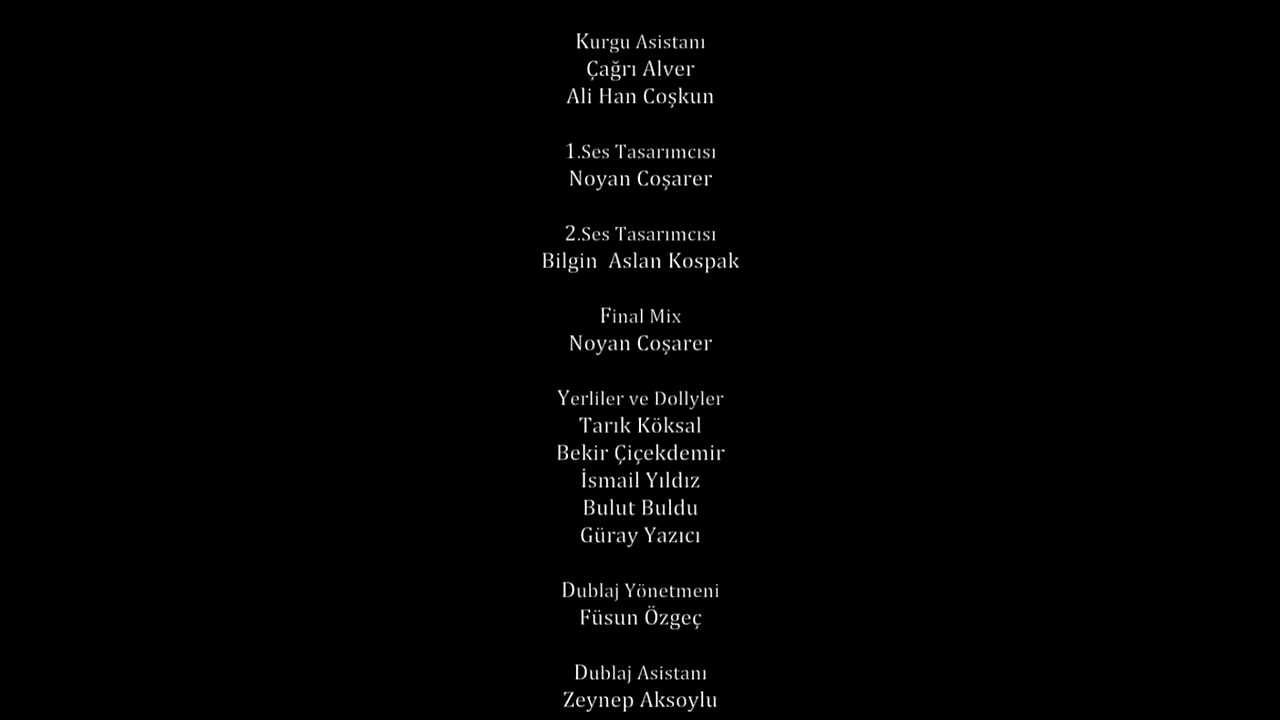 Kurgu Asistanı
Çağrı Alver
Ali Han Coşkun
1.Ses Tasarımcısı
Noyan Coşarer
2.Ses Tasarımcısı
Bilgin  Aslan Kospak
Final Mix
Noyan Coşarer
Yerliler ve Dollyler
Tarık Köksal
Bekir Çiçekdemir
İsmail Yıldız
Bulut Buldu
Güray Yazıcı
Dublaj Yönetmeni
Füsun Özgeç
Dublaj Asistanı
Zeynep Aksoylu